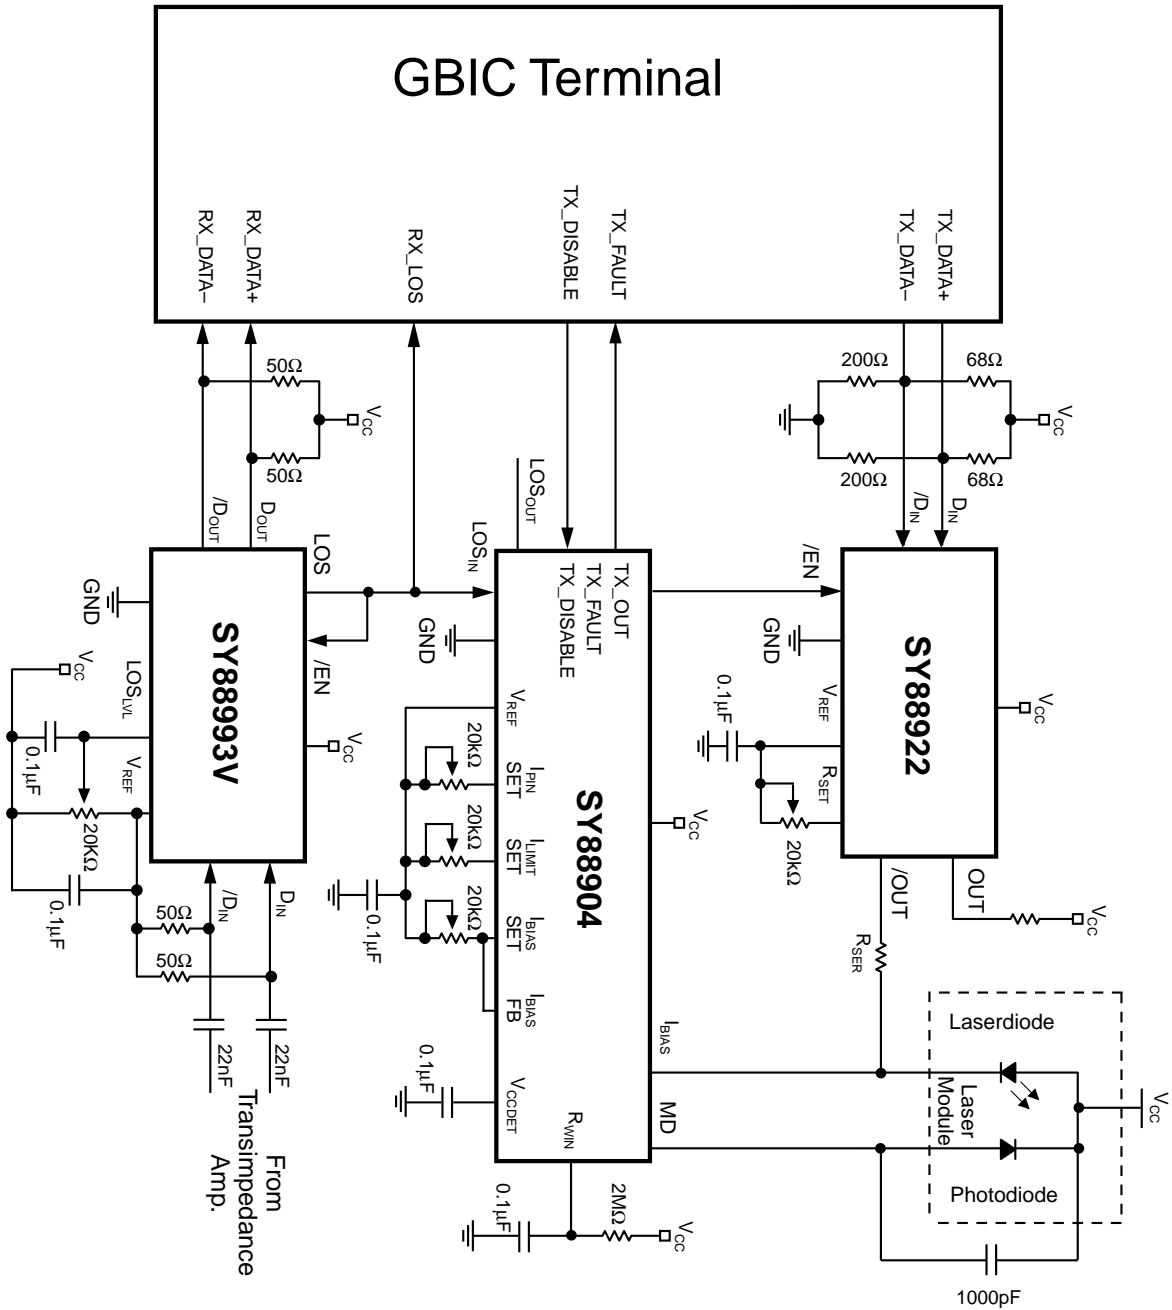 GBIC Terminal
RX_DATA–
RX_DATA+
RX_LOS
TX_DISABLE
TX_FAULT
TX_DATA–
TX_DATA+
50Ω
VCC
50Ω
200Ω
68Ω
VCC
200Ω
68Ω
/DOUT
DOUT
LOS
LOSIN
LOSOUT
/DIN
DIN
/EN
TX_DISABLE
TX_FAULT
TX_OUT
GND
SY88993V
/EN
GND
GND
SY88922
VCC
VCC
LOSLVL
VREF
VCC
0.1µF
20KΩ
0.1µF
VREF
20kΩ
IPIN
SET
20kΩ
ILIMIT
SET
20kΩ
IBIAS
SET
IBIAS
FB
0.1µF
SY88904
VCC
0.1µF
VREF
RSET
20kΩ
/OUT
OUT
VCC
RSER
/DIN
DIN
50Ω
50Ω
22nF
22nF
From
Transimpedance
Amp.
0.1µF
VCCDET
RWIN
IBIAS
MD
0.1µF
2MΩ
VCC
Laserdiode
Laser
Module
Photodiode
VCC
1000pF